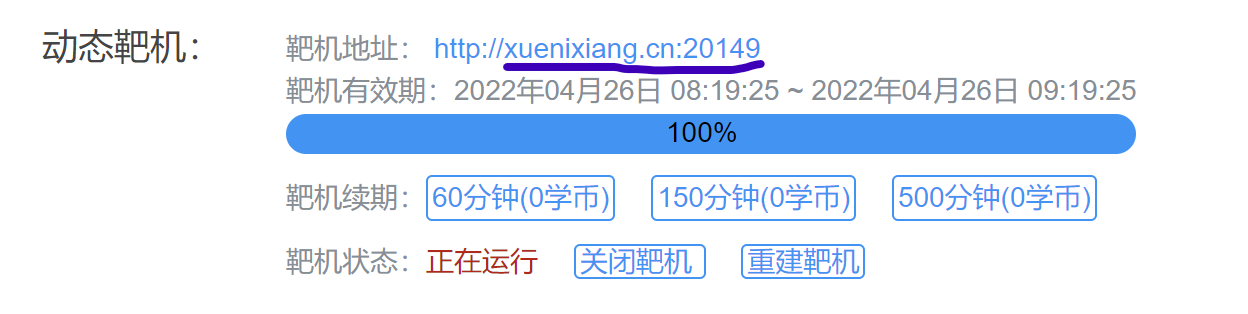 动态靶机： 靶机地址： http://xuenixiang.cn:20149
靶机有效期：2022年04月26日 08:19:25 ~ 2022年04月26日 09:19:25
100%
靶机续期：60分钟(0学币) 150分钟(0学币) 500分钟(0学币)
靶机状态：正在运行 关闭靶机 重建靶机